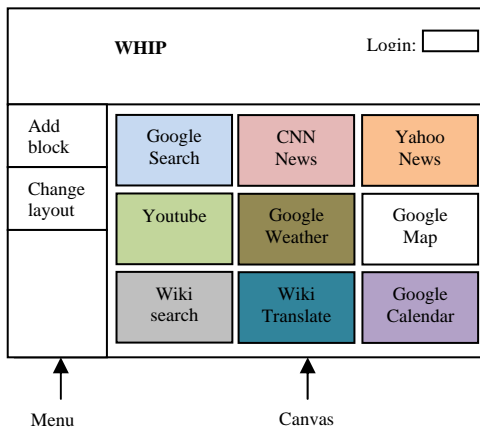 WHIP
Login:
Add
block
Change
layout
Google
Search
CNN
News
Yahoo
News
Youtube
Google
Weather
Google
Map
Wiki
search
Wiki
Translate
Google
Calendar
Menu
Canvas